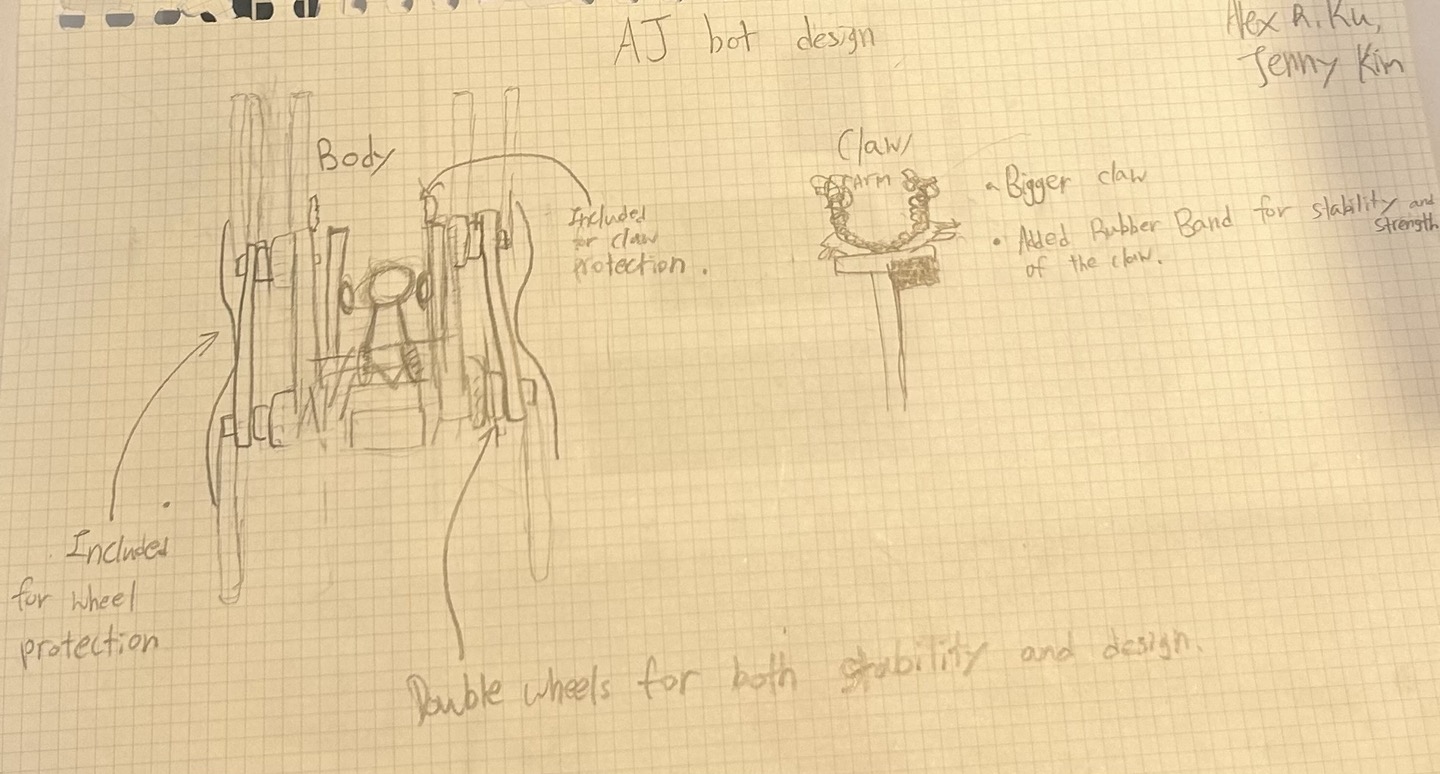 AJ bot design
Alex R. Ku,
Jenny Kim
Body
Included
for claw
protection.
Claw
ARM
• Bigger claw
• Added Rubber Band for stability and
strength
of the claw.
Included
for wheel
protection
Double wheels for both stability and design.